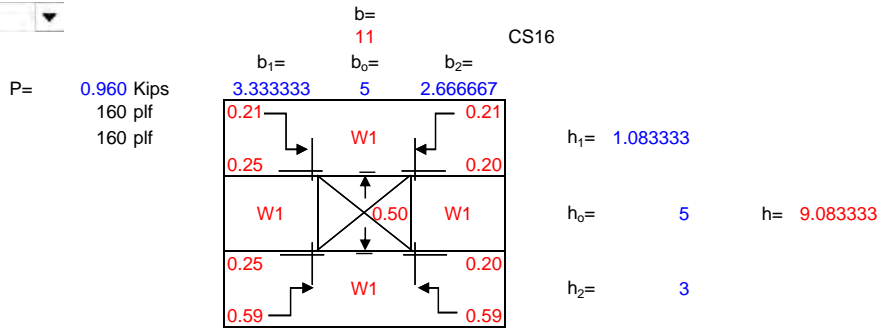 b=
11 CS16
b₁= bₒ= b₂=
P= 0.960 Kips 3.333333 5 2.666667
160 plf 0.21 0.21
160 plf W1 h₁= 1.083333
0.25 0.20
W1 0.50 W1 hₒ= 5 h= 9.083333
0.25 0.20
W1 h₂= 3
0.59 0.59